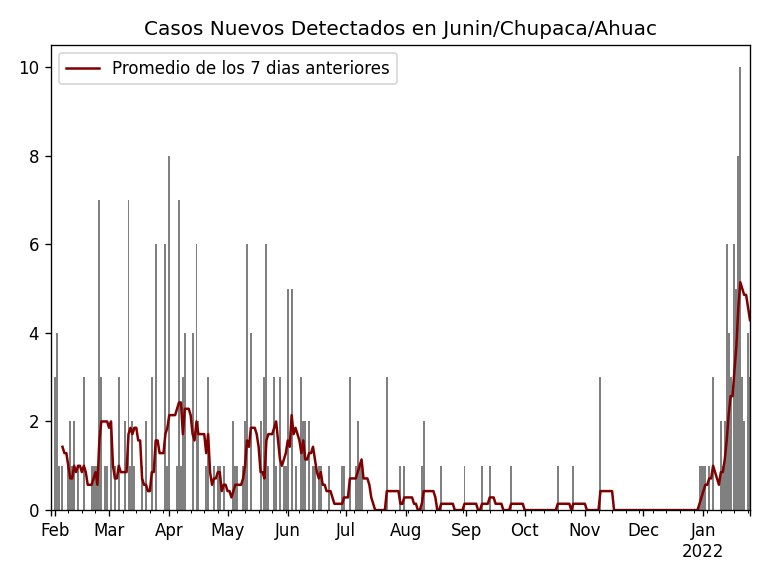 Casos Nuevos Detectados en Junin/Chupaca/Ahuac
Promedio de los 7 dias anteriores
10
8
6
4
2
0
Feb Mar Apr May Jun Jul Aug Sep Oct Nov Dec Jan
2022